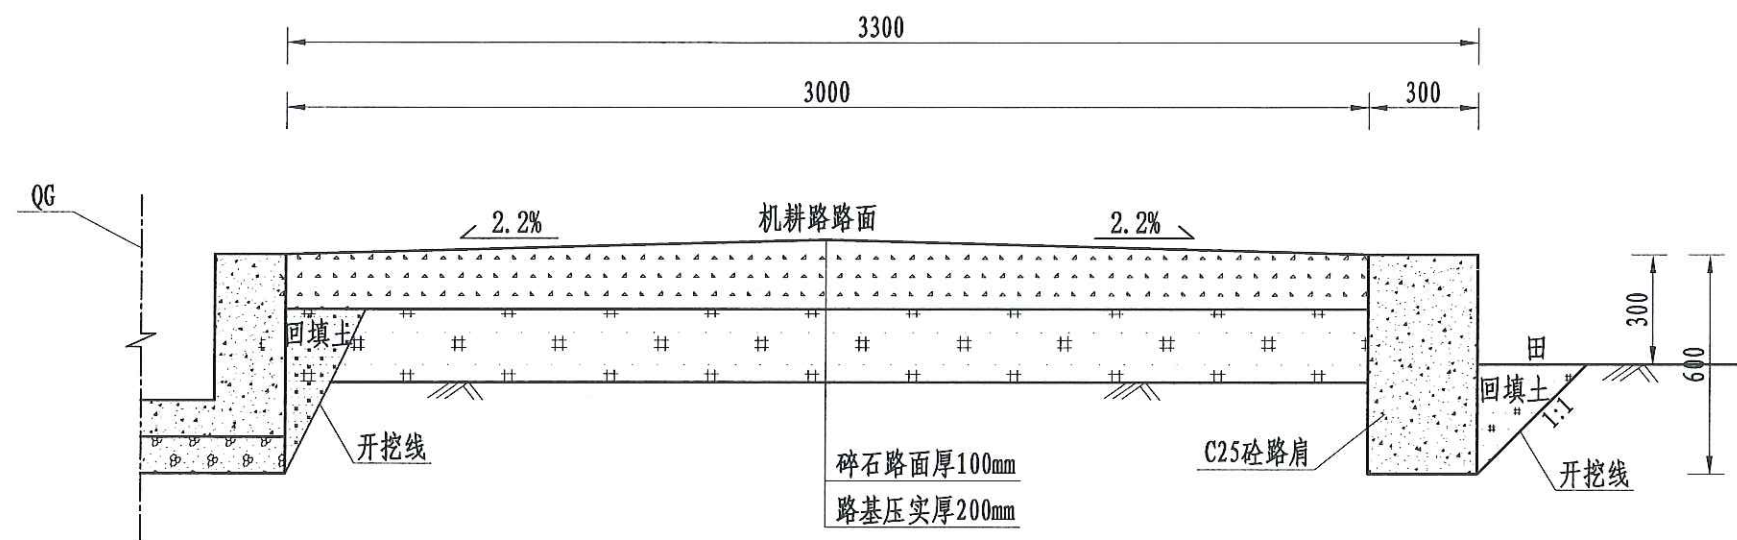 3300
3000
300
QG
2.2%
机耕路路面
2.2%
回填土
300
600
田
回填土
1:1
开挖线
碎石路面厚100mm
C25砼路肩
开挖线
路基压实厚200mm